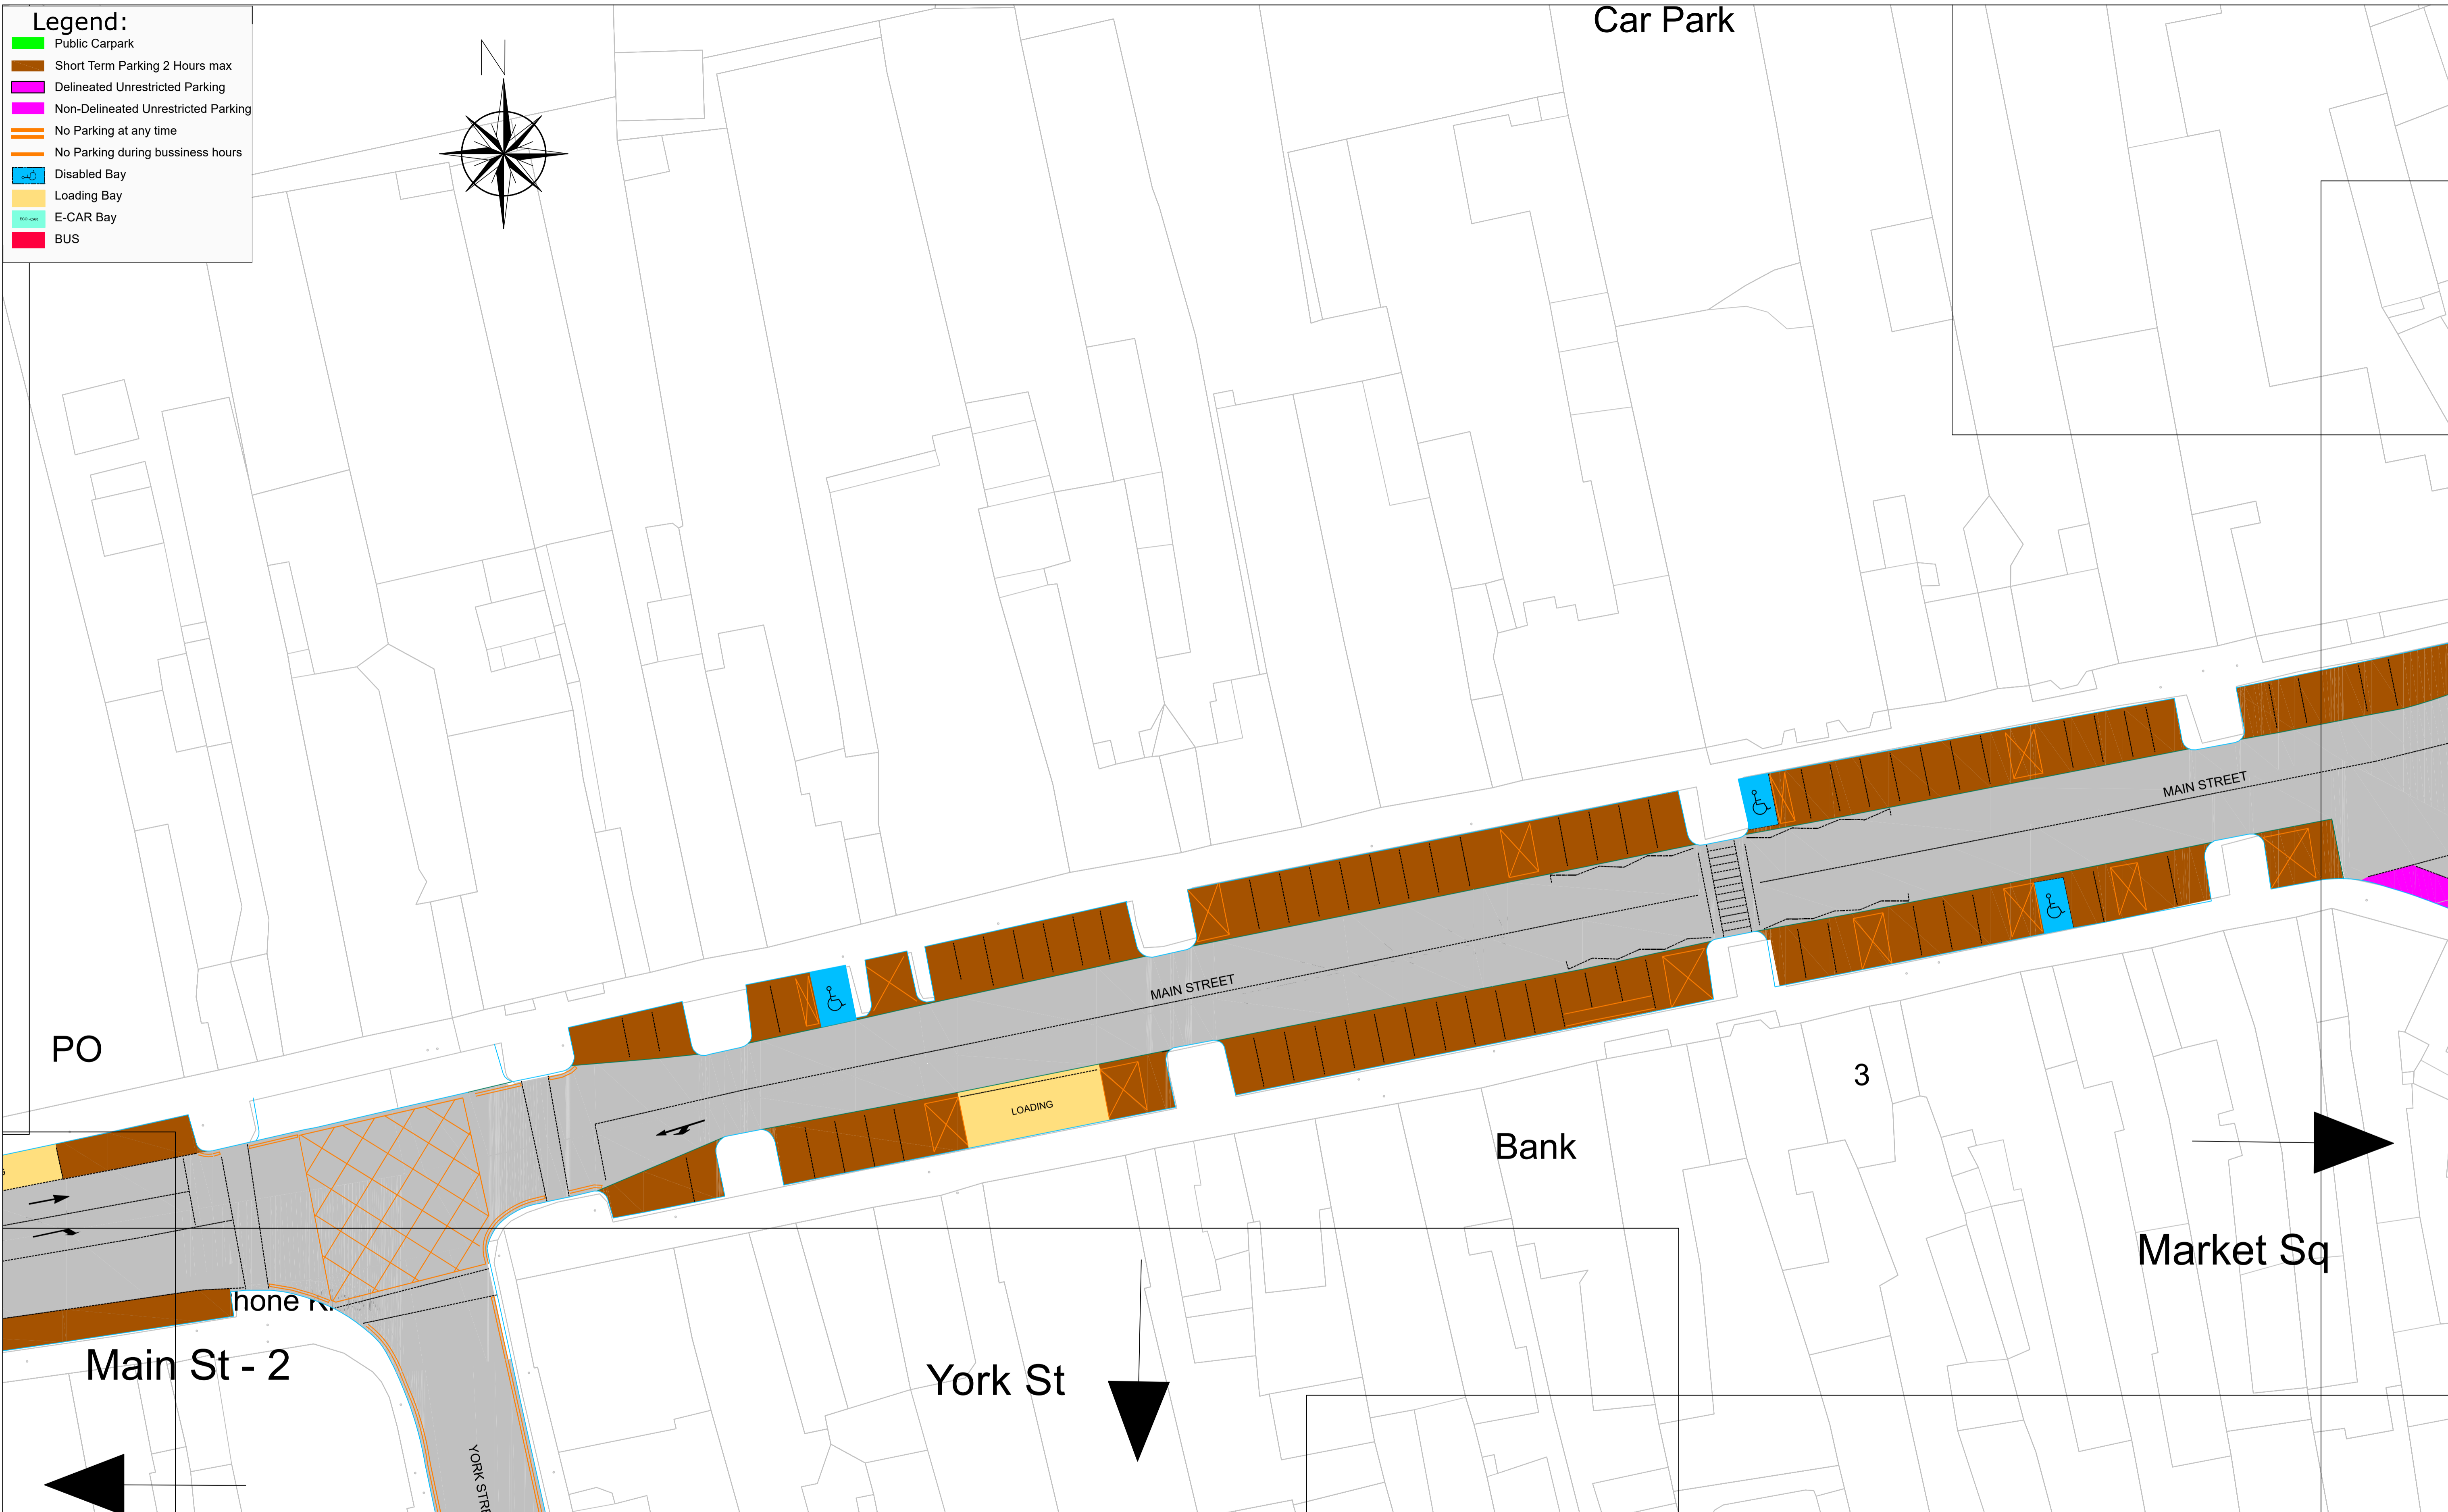 Legend:
Public Carpark
Short Term Parking 2 Hours max
Delineated Unrestricted Parking
Non-Delineated Unrestricted Parking
No Parking at any time
No Parking during bussiness hours
Disabled Bay
Loading Bay
E-CAR Bay
BUS
N
Car Park
MAIN STREET
MAIN STREET
PO
LOADING
3
Bank
Market Sq
hone K
Main St - 2
York St
YORK STRE